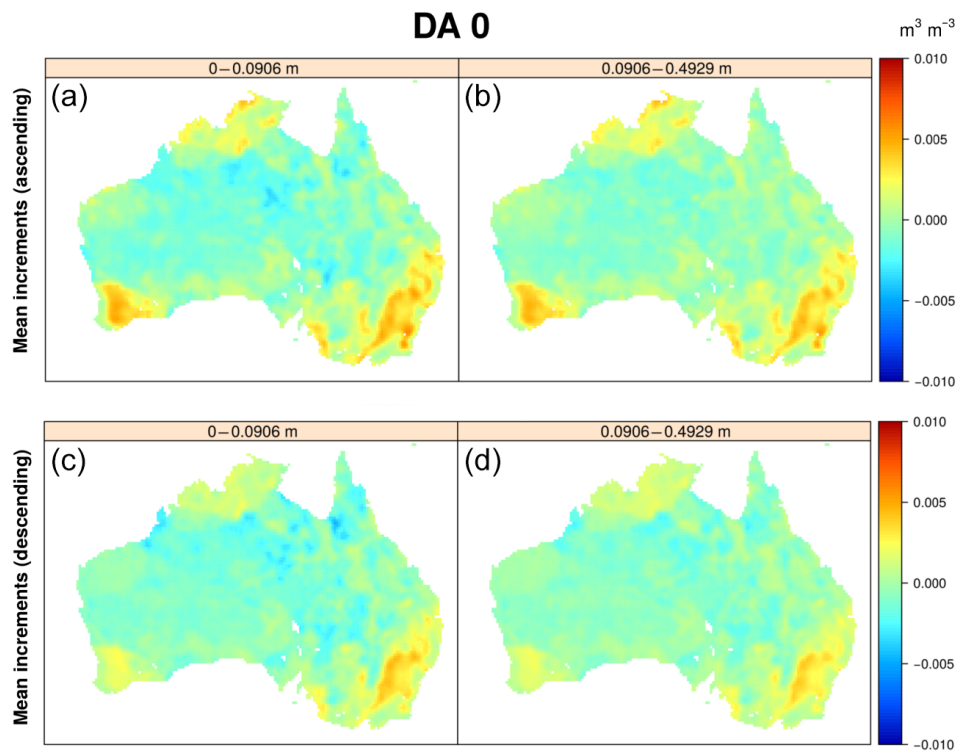 DA 0
m³ m⁻³
0−0.0906 m
0.0906−0.4929 m
(a)
(b)
Mean increments (ascending)
0.010
0.005
0.000
−0.005
−0.010
0−0.0906 m
0.0906−0.4929 m
(c)
(d)
Mean increments (descending)
0.010
0.005
0.000
−0.005
−0.010